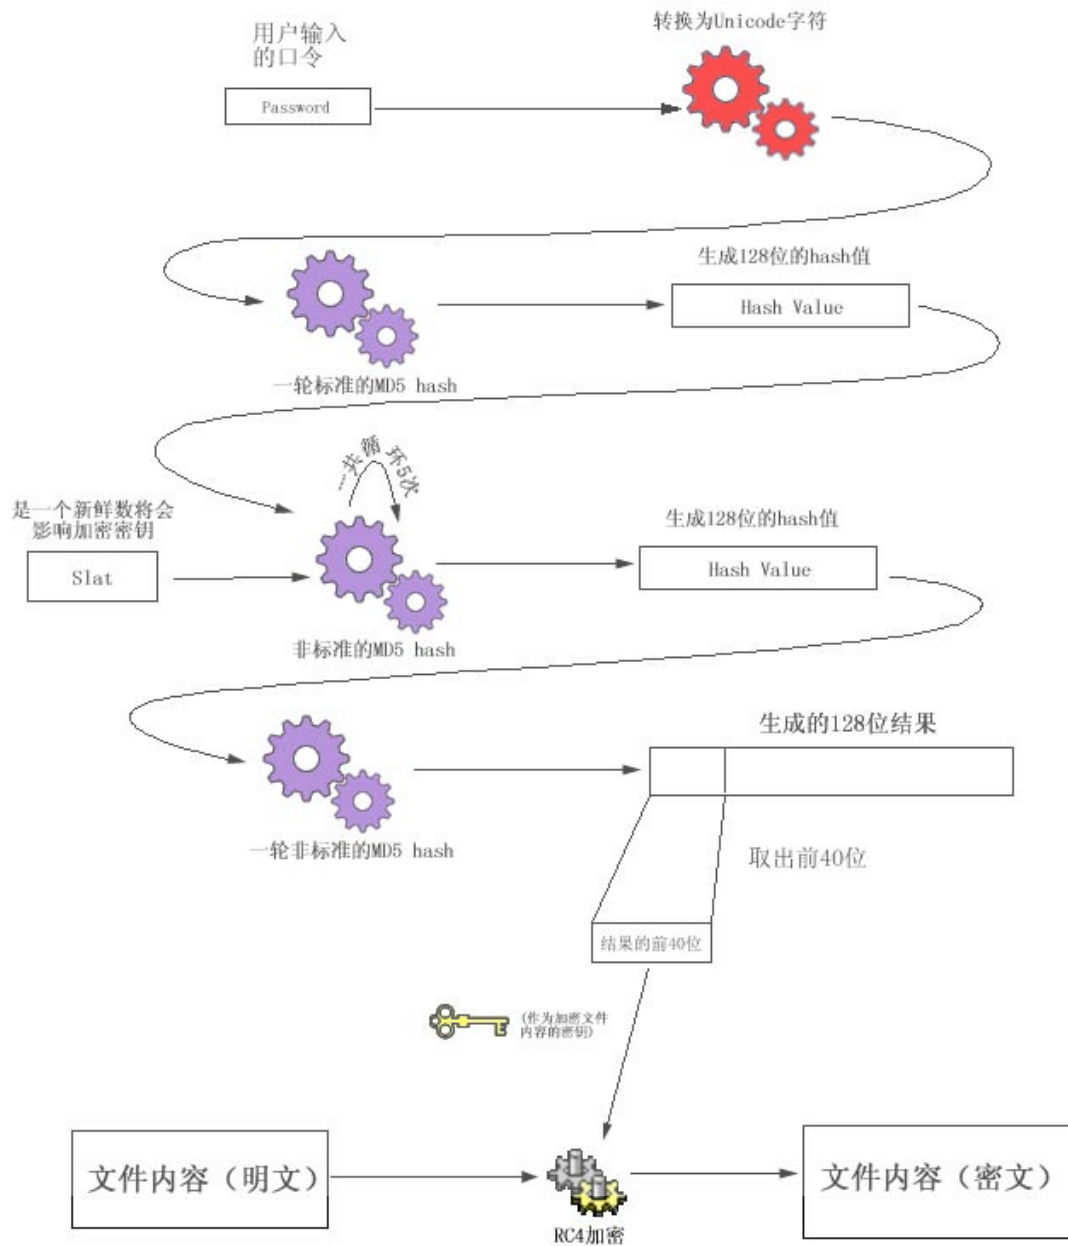 用户输入
的口令
转换为Unicode字符
Password
生成128位的hash值
Hash Value
一轮标准的MD5 hash
一共循环5次
是一个新鲜数将会
影响加密密钥
生成128位的hash值
Slat
Hash Value
非标准的MD5 hash
生成的128位结果
一轮非标准的MD5 hash
取出前40位
结果的前40位
(作为加密文件
内容的密钥)
文件内容（明文）
文件内容（密文）
RC4加密